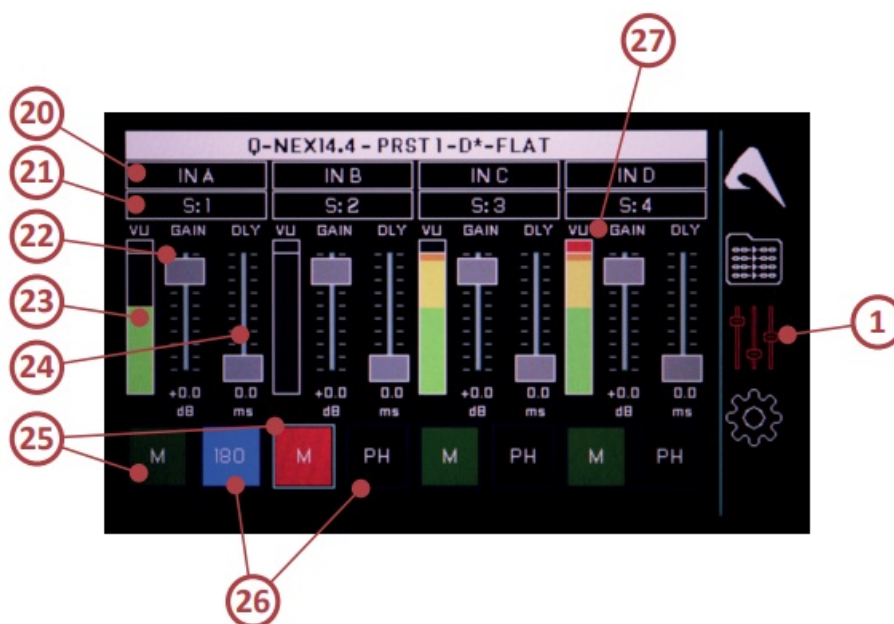 27
20
Q-NEX14.4 - PRST 1-D*-FLAT
IN A IN B IN C IN D
21
S:1 S:2 S:3 S:4
VU GAIN DLY VU GAIN DLY VU GAIN DLY VU GAIN DLY
22
23
1
24
+0.0 0.0 +0.0 0.0 +0.0 0.0 +0.0 0.0
dB ms dB ms dB ms dB ms
25
M 180 M PH M PH M PH
26